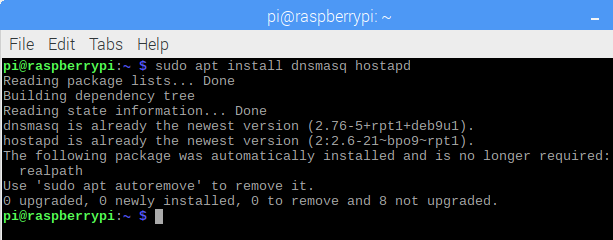 pi@raspberrypi: ~
File Edit Tabs Help
pi@raspberrypi:~ $ sudo apt install dnsmasq hostapd
Reading package lists... Done
Building dependency tree
Reading state information... Done
dnsmasq is already the newest version (2.76-5+rpt1+deb9u1).
hostapd is already the newest version (2:2.6-21~bpo9~rpt1).
The following package was automatically installed and is no longer required:
  realpath
Use 'sudo apt autoremove' to remove it.
0 upgraded, 0 newly installed, 0 to remove and 8 not upgraded.
pi@raspberrypi:~ $